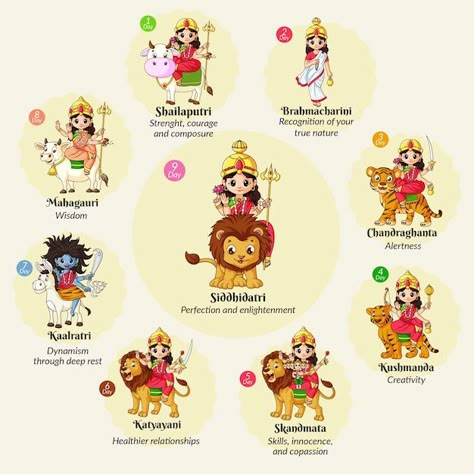 1
Day
Shailaputri
Strenght, courage
and composure
2
Day
Brahmacharini
Recognition of your
true nature
3
Day
Chandraghanta
Alertness
4
Day
Kushmanda
Creativity
5
Day
Skandmata
Skills, innocence,
and copassion
6
Day
Katyayani
Healthier relationships
7
Day
Kaalratri
Dynamism
through deep rest
8
Day
Mahagauri
Wisdom
9
Day
Siddhidatri
Perfection and enlightenment